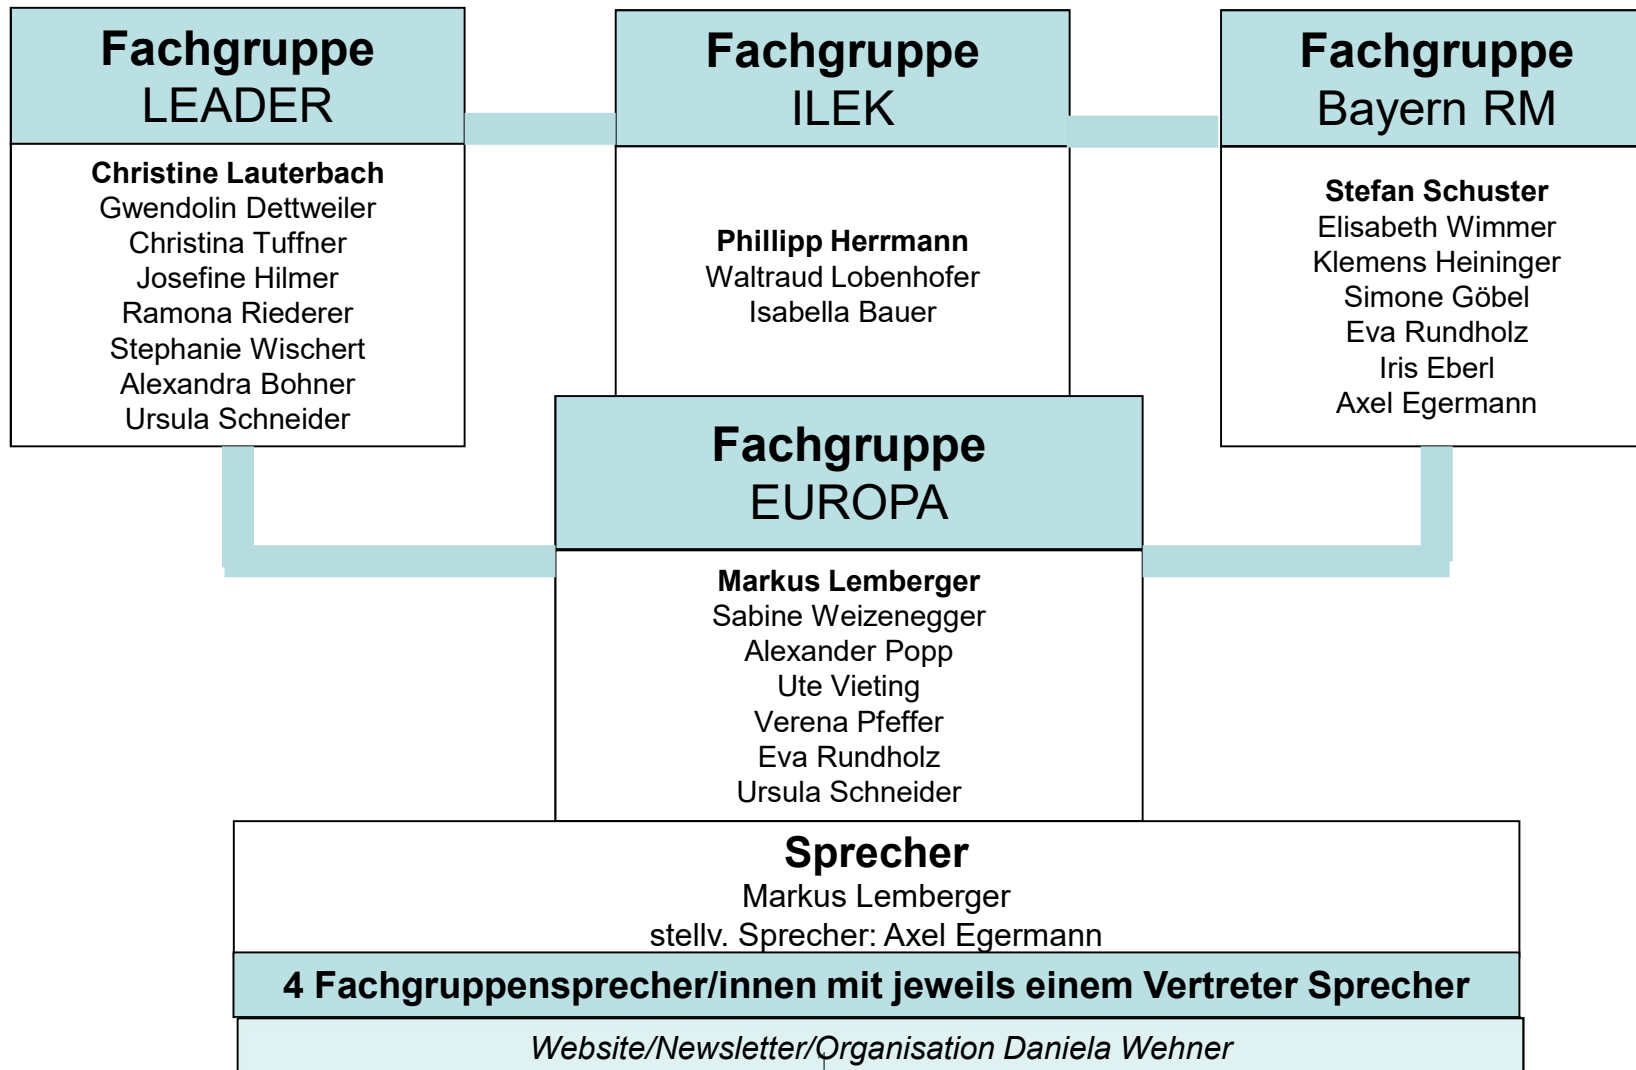 Fachgruppe
LEADER
Christine Lauterbach
Gwendolin Dettweiler
Christina Tuffner
Josefine Hilmer
Ramona Riederer
Stephanie Wischert
Alexandra Bohner
Ursula Schneider
Fachgruppe
ILEK
Phillipp Herrmann
Waltraud Lobenhofer
Isabella Bauer
Fachgruppe
Bayern RM
Stefan Schuster
Elisabeth Wimmer
Klemens Heininger
Simone Göbel
Eva Rundholz
Iris Eberl
Axel Egermann
Fachgruppe
EUROPA
Markus Lemberger
Sabine Weizenegger
Alexander Popp
Ute Vieting
Verena Pfeffer
Eva Rundholz
Ursula Schneider
Sprecher
Markus Lemberger
stellv. Sprecher: Axel Egermann
4 Fachgruppensprecher/innen mit jeweils einem Vertreter Sprecher
Website/Newsletter/Organisation Daniela Wehner